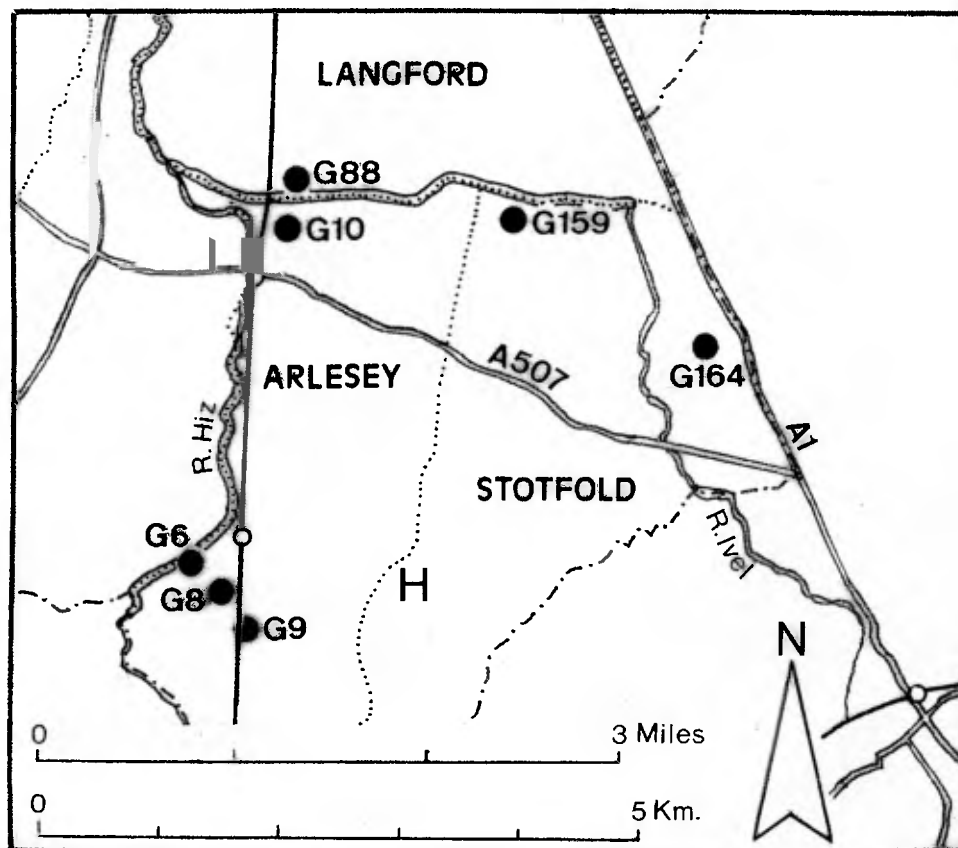 LANGFORD
G88
G10
G159
ARLESEY
A507
G164
A1
R. Hiz
STOTFOLD
G6
R. Ivel
G8
H
G9
N
0
3 Miles
0
5 Km.